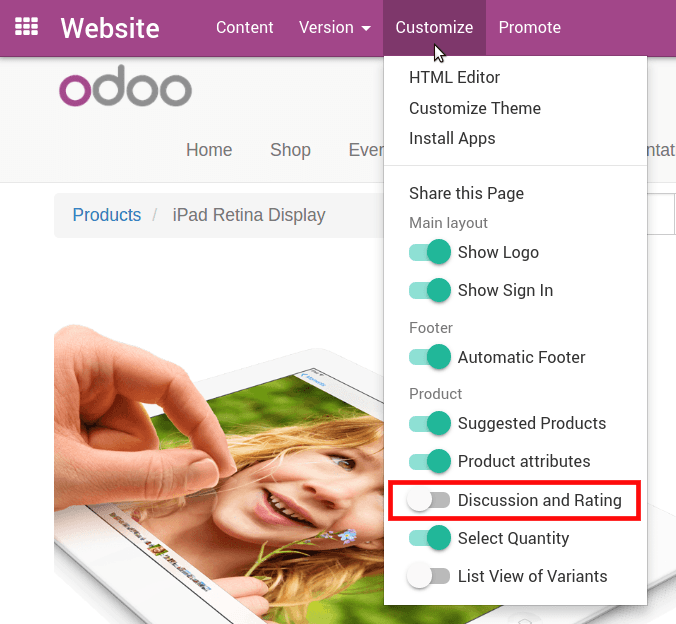 Website Content Version Customize Promote
odoo
Home Shop Even ntat
HTML Editor
Customize Theme
Install Apps
Share this Page
Products / iPad Retina Display
Main layout
Show Logo
Show Sign In
Footer
Automatic Footer
Product
Suggested Products
Product attributes
Discussion and Rating
Select Quantity
List View of Variants